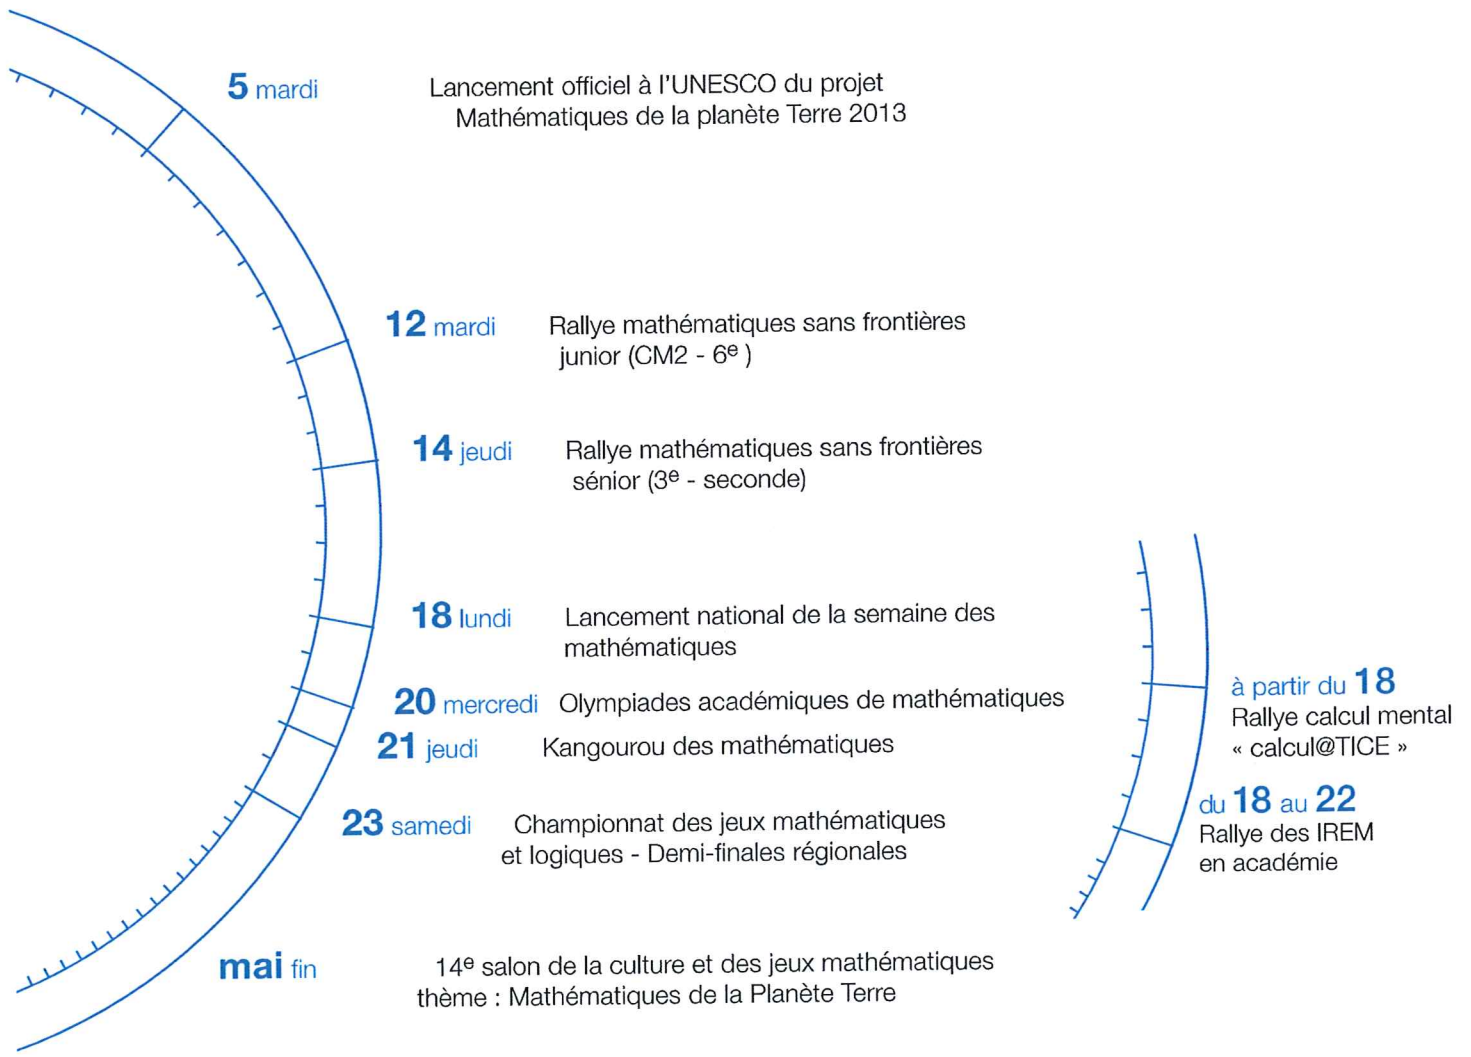 5 mardi Lancement officiel à l'UNESCO du projet
Mathématiques de la planète Terre 2013
12 mardi Rallye mathématiques sans frontières
junior (CM2 - 6e )
14 jeudi Rallye mathématiques sans frontières
sénior (3e - seconde)
18 lundi Lancement national de la semaine des
mathématiques
20 mercredi Olympiades académiques de mathématiques
21 jeudi Kangourou des mathématiques
23 samedi Championnat des jeux mathématiques
et logiques - Demi-finales régionales
mai fin 14e salon de la culture et des jeux mathématiques
thème : Mathématiques de la Planète Terre
à partir du 18
Rallye calcul mental
« calcul@TICE »
du 18 au 22
Rallye des IREM
en académie